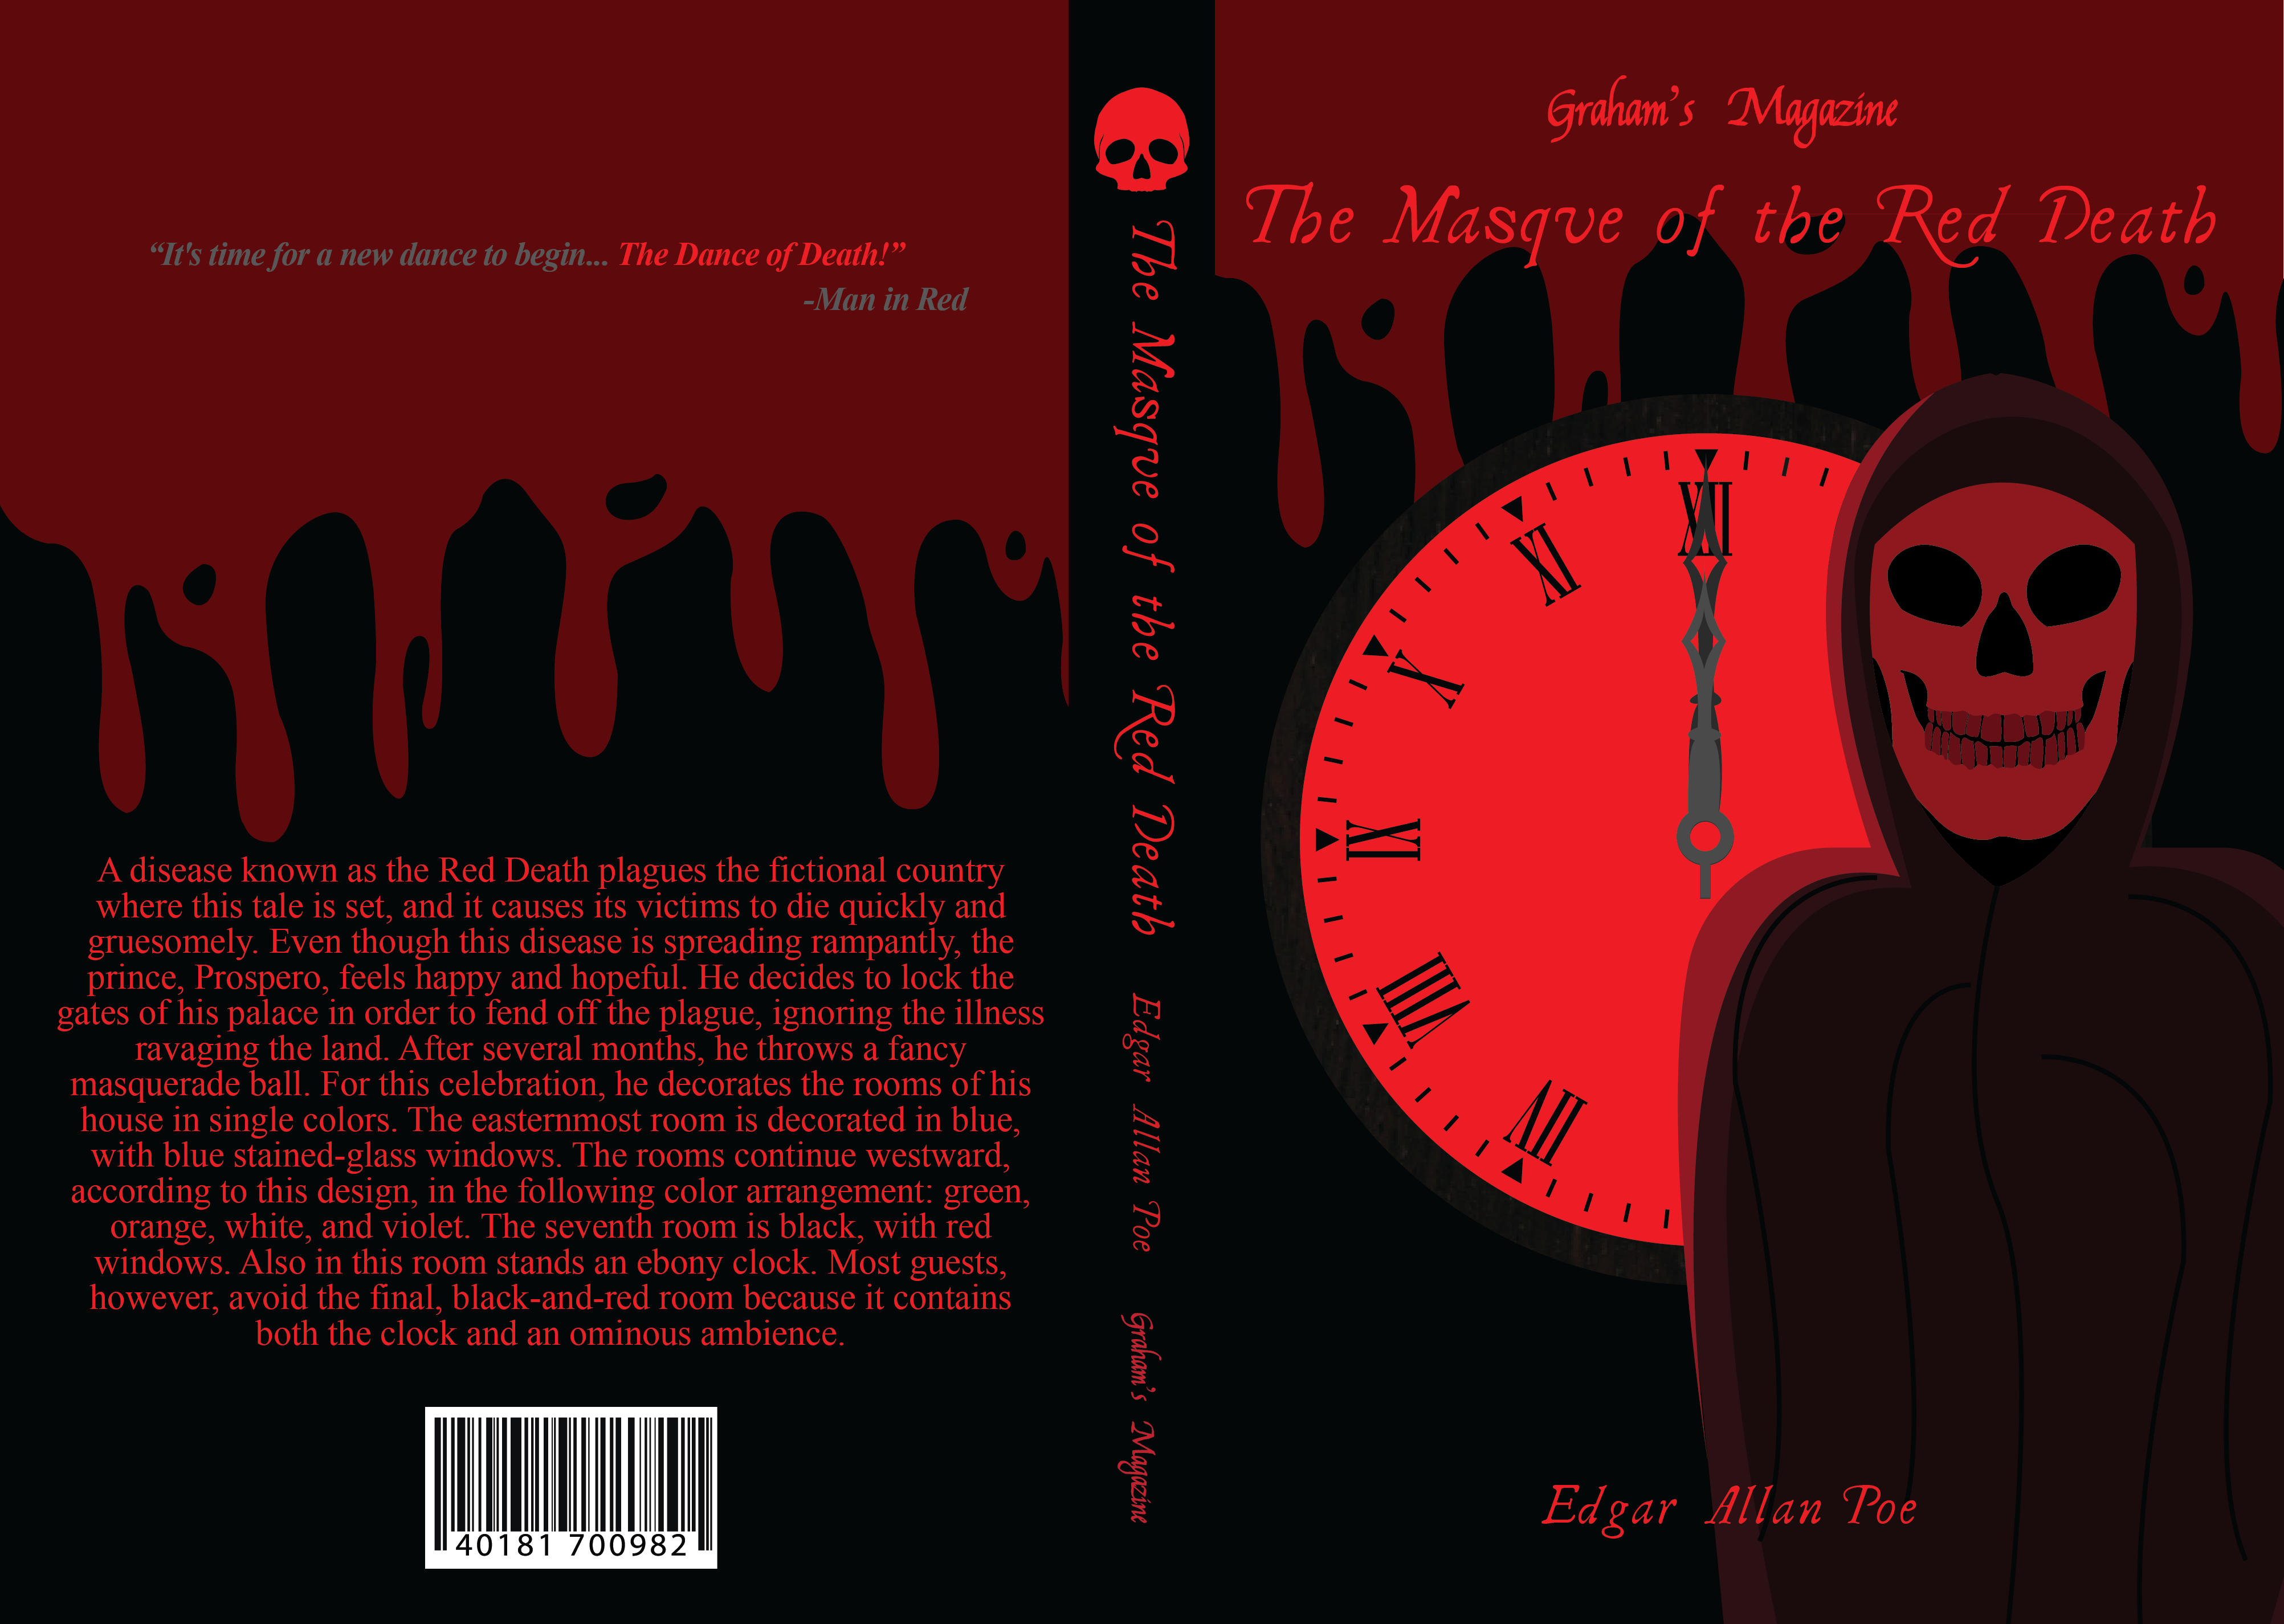 “It's time for a new dance to begin... The Dance of Death!”
-Man in Red
A disease known as the Red Death plagues the fictional country
where this tale is set, and it causes its victims to die quickly and
gruesomely. Even though this disease is spreading rampantly, the
prince, Prospero, feels happy and hopeful. He decides to lock the
gates of his palace in order to fend off the plague, ignoring the illness
ravaging the land. After several months, he throws a fancy
masquerade ball. For this celebration, he decorates the rooms of his
house in single colors. The easternmost room is decorated in blue,
with blue stained-glass windows. The rooms continue westward,
according to this design, in the following color arrangement: green,
orange, white, and violet. The seventh room is black, with red
windows. Also in this room stands an ebony clock. Most guests,
however, avoid the final, black-and-red room because it contains
both the clock and an ominous ambience.
40181 700982
The Masque of the Red Death Edgar Allan Poe Graham's Magazine
Graham's Magazine
The Masque of the Red Death
XII
XI
X
IX
VIII
VII
Edgar Allan Poe